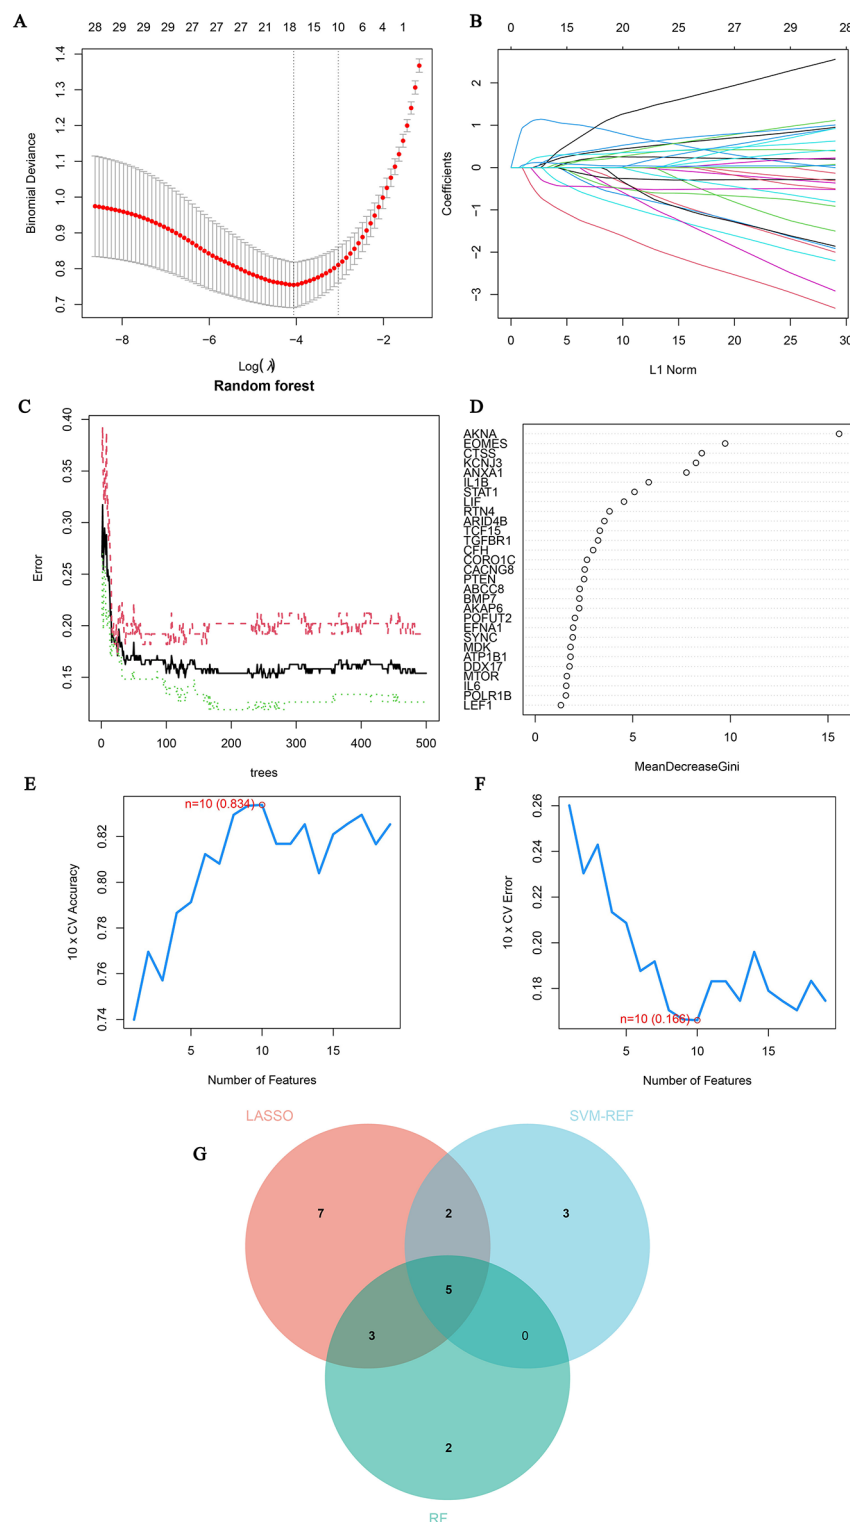 A
28 29 29 29 27 27 27 21 18 15 10 6 4 1
Binomial Deviance
1.4
1.3
1.2
1.1
1.0
0.9
0.8
0.7
−8 −6 −4 −2
Log(λ)
B
0 15 20 25 27 28
Coefficients
2
1
0
−1
−2
−3
0 5 10 15 20 25 30
L1 Norm
Random forest
C
Error
0.40
0.35
0.30
0.25
0.20
0.15
0 100 200 300 400 500
trees
D
AKNA
EOMES
CTSS
KCNJ3
ANXA1
IL1B
STAT1
LIF
RTN4
ARID4B
TCF15
TGFBR1
CFH
CORO1C
CACNG8
PTEN
ABCC8
BMP7
AKAP6
POFUT2
EFNA1
SYNC
MDK
ATP1B1
DDX17
MTOR
IL6
POLR1B
LEF1
0 5 10 15
MeanDecreaseGini
E
n=10 (0.834)
10 x CV Accuracy
0.82
0.80
0.78
0.76
0.74
5 10 15
Number of Features
F
10 x CV Error
0.26
0.24
0.22
0.20
0.18
n=10 (0.166)
5 10 15
Number of Features
LASSO SVM-REF
G
7 2 3
5
3 0
2
RF